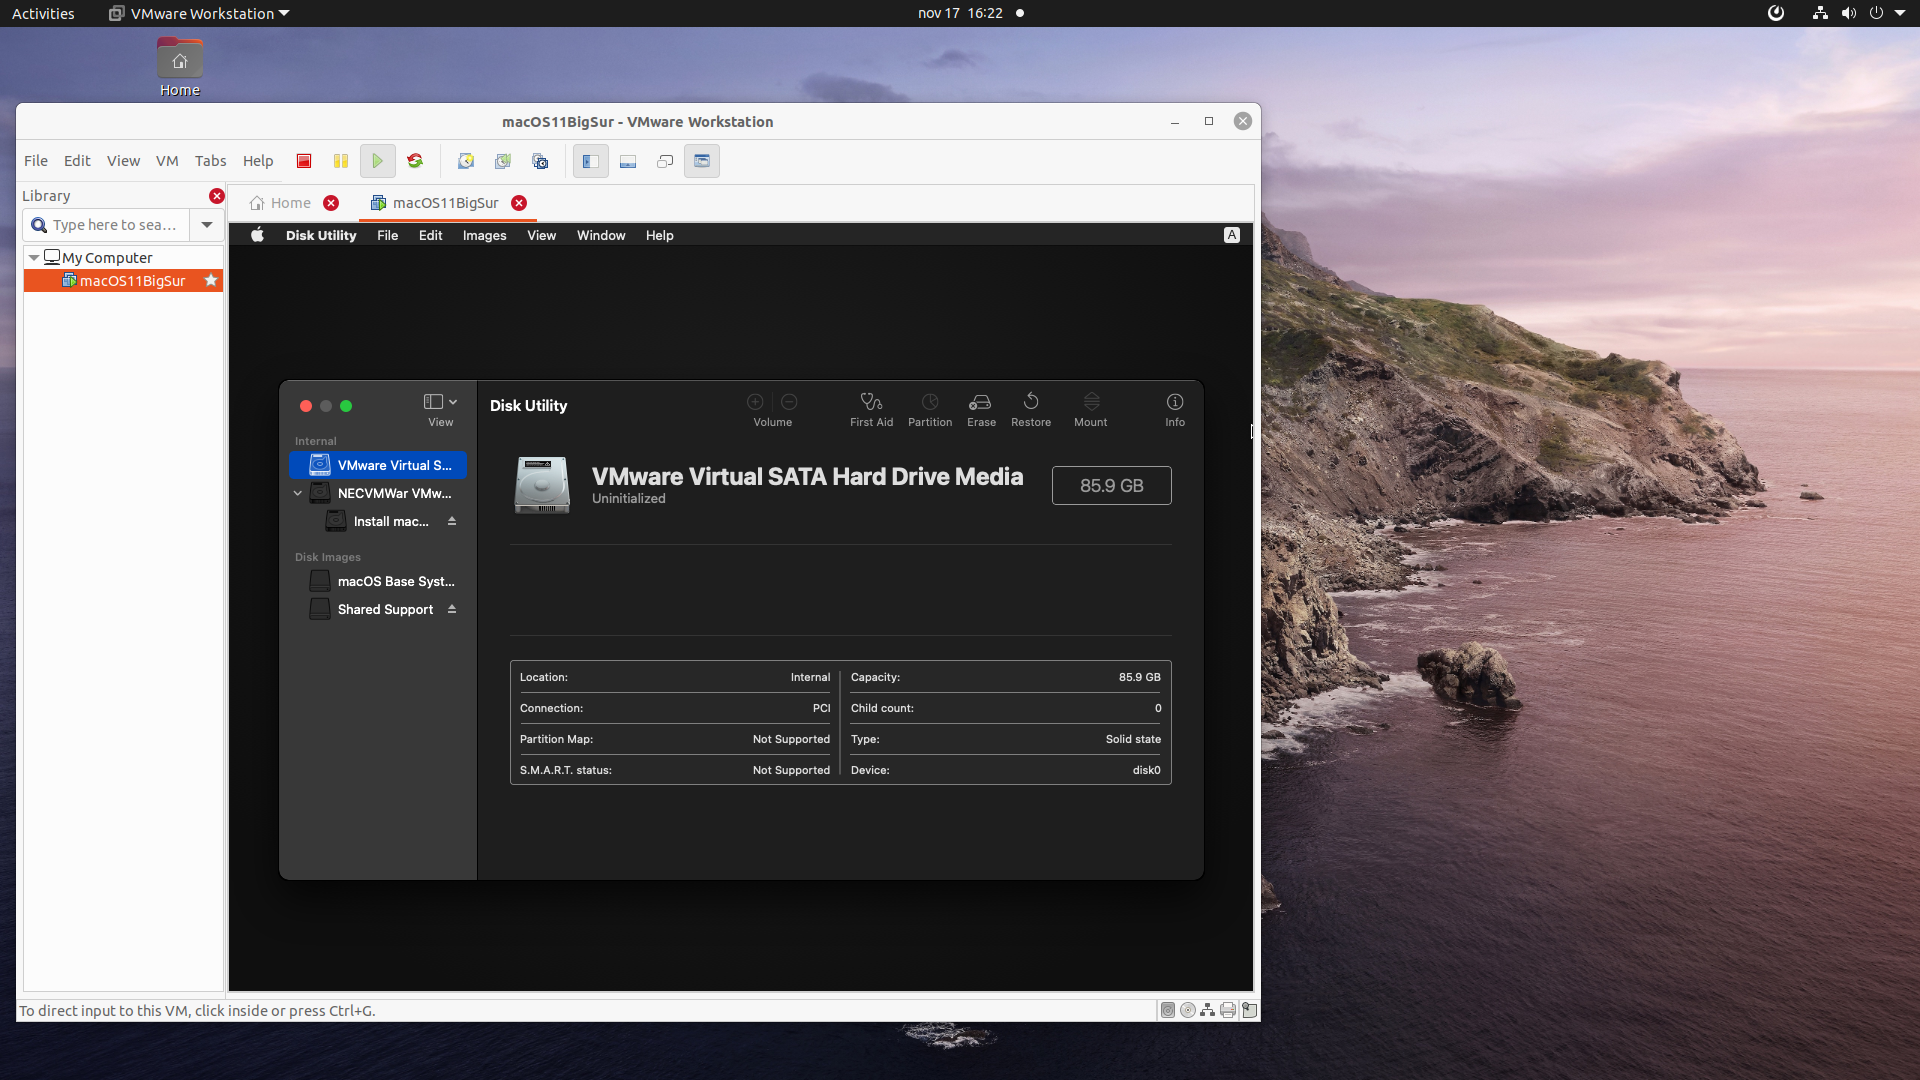 Activities VMware Workstation nov 17 16:22
Home
macOS11BigSur - VMware Workstation
File Edit View VM Tabs Help
Library
Type here to sea...
My Computer
macOS11BigSur
Home macOS11BigSur
Disk Utility File Edit Images View Window Help A
View
Disk Utility
Volume First Aid Partition Erase Restore Mount Info
Internal
VMware Virtual S...
NECVMWar VMw...
Install mac...
Disk Images
macOS Base Syst...
Shared Support
VMware Virtual SATA Hard Drive Media
Uninitialized
85.9 GB
Location: Internal Capacity: 85.9 GB
Connection: PCI Child count: 0
Partition Map: Not Supported Type: Solid state
S.M.A.R.T. status: Not Supported Device: disk0
To direct input to this VM, click inside or press Ctrl+G.